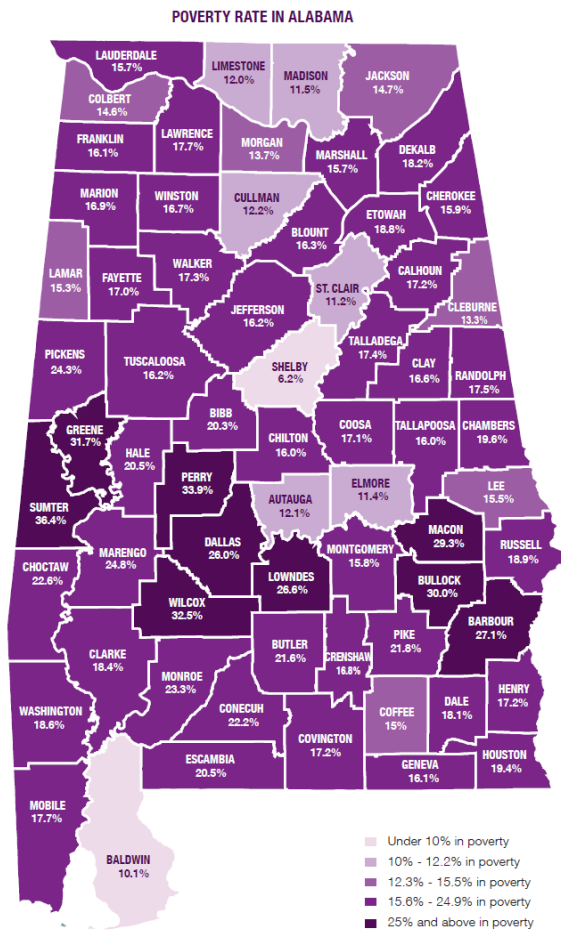 POVERTY RATE IN ALABAMA
LAUDERDALE
15.7%
LIMESTONE
12.0%
MADISON
11.5%
JACKSON
14.7%
COLBERT
14.6%
FRANKLIN
16.1%
LAWRENCE
17.7%
MORGAN
13.7%
MARSHALL
15.7%
DEKALB
18.2%
MARION
16.9%
WINSTON
16.7%
CULLMAN
12.2%
BLOUNT
16.3%
ETOWAH
18.8%
CHEROKEE
15.9%
LAMAR
15.3%
FAYETTE
17.0%
WALKER
17.3%
JEFFERSON
16.2%
ST. CLAIR
11.2%
CALHOUN
17.2%
CLEBURNE
13.3%
PICKENS
24.3%
TUSCALOOSA
16.2%
SHELBY
6.2%
TALLADEGA
17.4%
CLAY
16.6%
RANDOLPH
17.5%
GREENE
31.7%
HALE
20.5%
BIBB
20.3%
CHILTON
16.0%
COOSA
17.1%
TALLAPOOSA
16.0%
CHAMBERS
19.6%
SUMTER
36.4%
PERRY
33.9%
AUTAUGA
12.1%
ELMORE
11.4%
LEE
15.5%
CHOCTAW
22.6%
MARENGO
24.8%
DALLAS
26.0%
LOWNDES
26.6%
MONTGOMERY
15.8%
MACON
29.3%
RUSSELL
18.9%
BULLOCK
30.0%
WILCOX
32.5%
BARBOUR
27.1%
CLARKE
18.4%
MONROE
23.3%
BUTLER
21.6%
CRENSHAW
16.8%
PIKE
21.8%
WASHINGTON
18.6%
CONECUH
22.2%
COVINGTON
17.2%
COFFEE
15%
DALE
18.1%
HENRY
17.2%
ESCAMBIA
20.5%
GENEVA
16.1%
HOUSTON
19.4%
MOBILE
17.7%
BALDWIN
10.1%
Under 10% in poverty
10% - 12.2% in poverty
12.3% - 15.5% in poverty
15.6% - 24.9% in poverty
25% and above in poverty